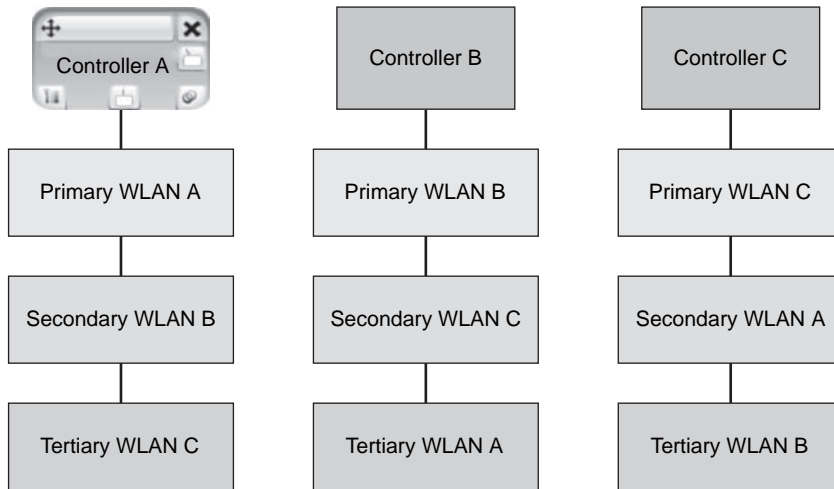 Controller A
Controller B
Controller C
Primary WLAN A
Primary WLAN B
Primary WLAN C
Secondary WLAN B
Secondary WLAN C
Secondary WLAN A
Tertiary WLAN C
Tertiary WLAN A
Tertiary WLAN B